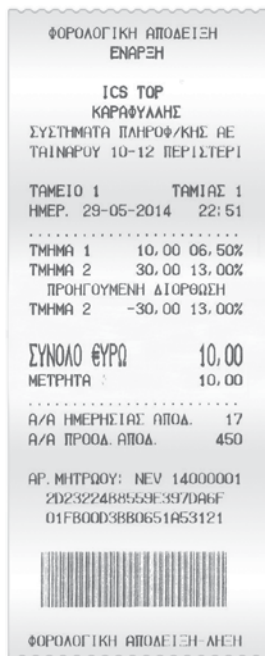 ΦΟΡΟΛΟΓΙΚΗ ΑΠΟΔΕΙΞΗ
ΕΝΑΡΞΗ
ICS TOP
ΚΑΡΑΦΥΛΛΗΣ
ΣΥΣΤΗΜΑΤΑ ΠΛΗΡΟΦ/ΚΗΣ ΑΕ
ΤΑΙΝΑΡΟΥ 10-12 ΠΕΡΙΣΤΕΡΙ
ΤΑΜΕΙΟ 1 ΤΑΜΙΑΣ 1
ΗΜΕΡ. 29-05-2014 22:51
ΤΜΗΜΑ 1 10,00 06,50%
ΤΜΗΜΑ 2 30,00 13,00%
ΠΡΟΗΓΟΥΜΕΝΗ ΔΙΟΡΘΩΣΗ
ΤΜΗΜΑ 2 -30,00 13,00%
ΣΥΝΟΛΟ €ΥΡΩ 10,00
ΜΕΤΡΗΤΑ : 10,00
Α/Α ΗΜΕΡΗΣΙΑΣ ΑΠΟΔ. 17
Α/Α ΠΡΟΟΔ. ΑΠΟΔ. 450
ΑΡ. ΜΗΤΡΩΟΥ: NEV 14000001
2D2322488559E397DA6F
01FB00D3BB0651A53121
ΦΟΡΟΛΟΓΙΚΗ ΑΠΟΔΕΙΞΗ-ΛΗΞΗ